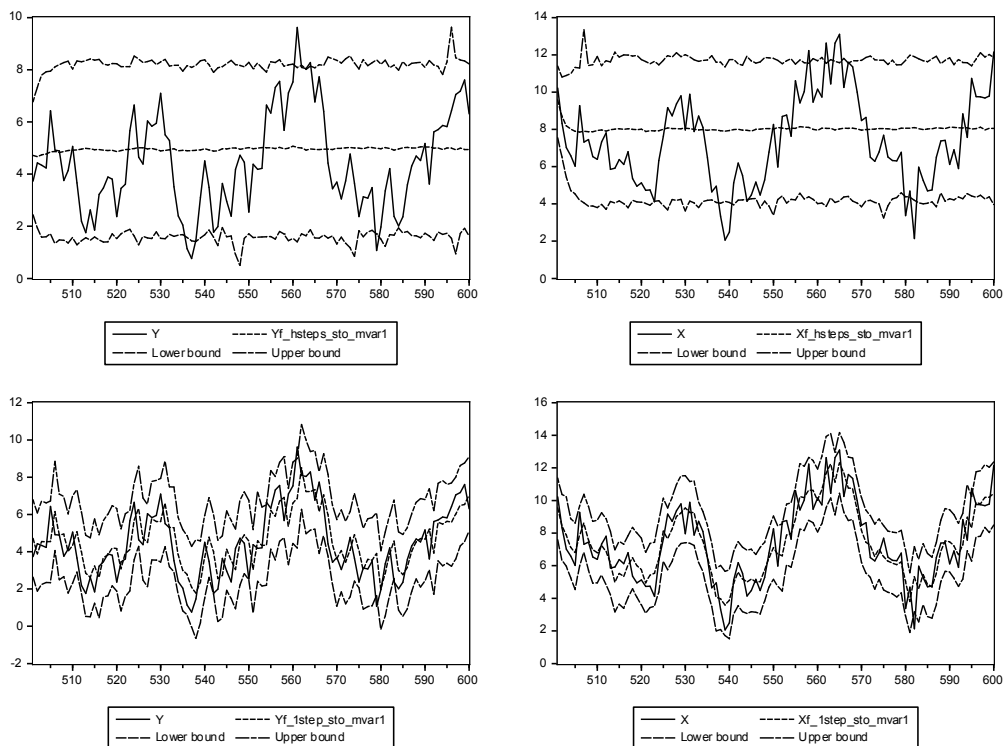 10
8
6
4
2
0
510 520 530 540 550 560 570 580 590 600
Y Yf_hsteps_sto_mvar1
Lower bound Upper bound
14
12
10
8
6
4
2
0
510 520 530 540 550 560 570 580 590 600
X Xf_hsteps_sto_mvar1
Lower bound Upper bound
12
10
8
6
4
2
0
-2
510 520 530 540 550 560 570 580 590 600
Y Yf_1step_sto_mvar1
Lower bound Upper bound
16
14
12
10
8
6
4
2
0
510 520 530 540 550 560 570 580 590 600
X Xf_1step_sto_mvar1
Lower bound Upper bound